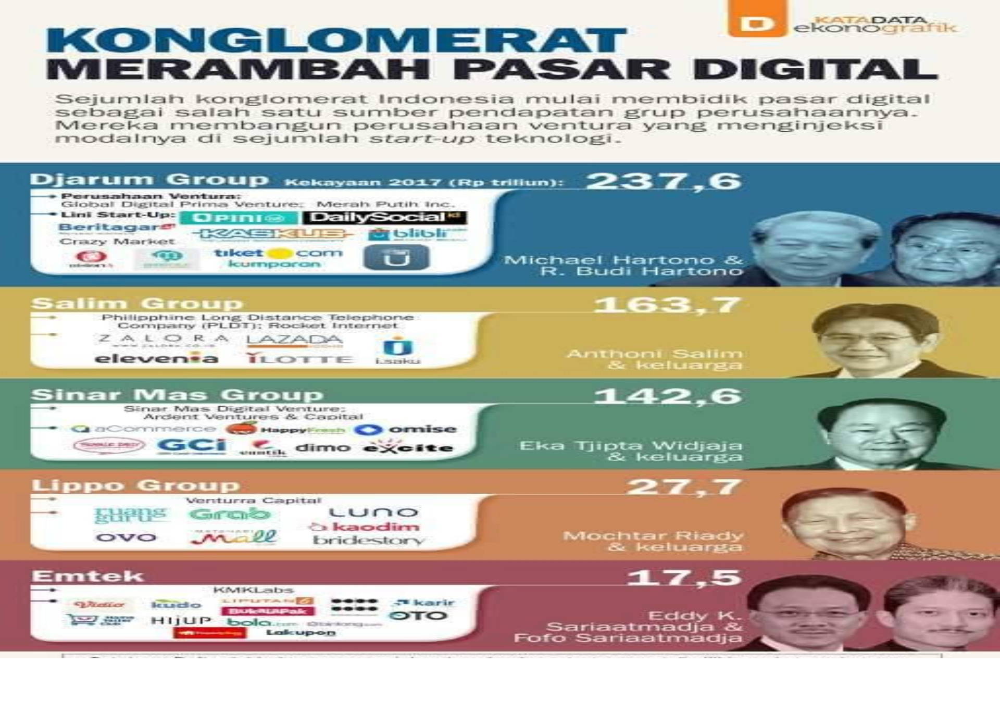 KATADATA
ekonografik
KONGLOMERAT
MERAMBAH PASAR DIGITAL
Sejumlah konglomerat Indonesia mulai membidik pasar digital
sebagai salah satu sumber pendapatan grup perusahaannya.
Mereka membangun perusahaan ventura yang menginjeksi
modalnya di sejumlah start-up teknologi.
Djarum Group Kekayaan 2017 (Rp triliun): 237,6
Perusahaan Ventura:
Global Digital Prima Venture; Merah Putih Inc.
Lini Start-Up: OPINI DailySocial
Beritagar KASKUS blibli
Crazy Market
tiket com
kumparan
Michael Hartono &
R. Budi Hartono
Salim Group 163,7
Philipphine Long Distance Telephone
Company (PLDT); Rocket Internet
ZALORA LAZADA
elevenia iLOTTE i.saku
Anthoni Salim
& keluarga
Sinar Mas Group 142,6
Sinar Mas Digital Venture;
Ardent Ventures & Capital
aCommerce HappyFresh omise
GCi dimo excite
Eka Tjipta Widjaja
& keluarga
Lippo Group 27,7
Venturra Capital
ruang
guru
Grab LUNO
kaodim
OVO MATAHARI
Mall bridestory
Mochtar Riady
& keluarga
Emtek 17,5
KMKLabs
Vidio kudo LIPUTAN6 karir
BukaLapak
HIJUP bola.com OTO
Lakupon
Eddy K.
Sariaatmadja &
Fofo Sariaatmadja